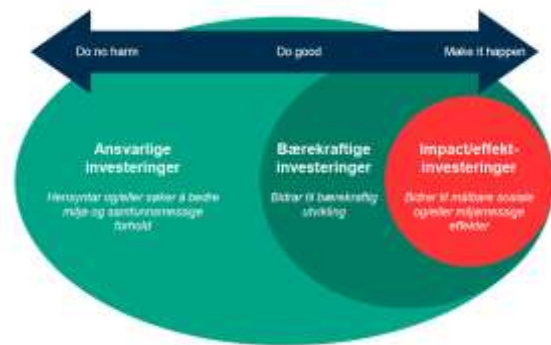 Do no harm
Do good
Make it happen
Ansvarlige
investeringer
Hensyntar og/eller søker å bedre
miljø og samfunnsmessige
forhold
Bærekraftige
investeringer
Bidrar til bærekraftig
utvikling
Impact/effekt-
investeringer
Bidrar til målbare sosiale
og/eller miljømessige
effekter